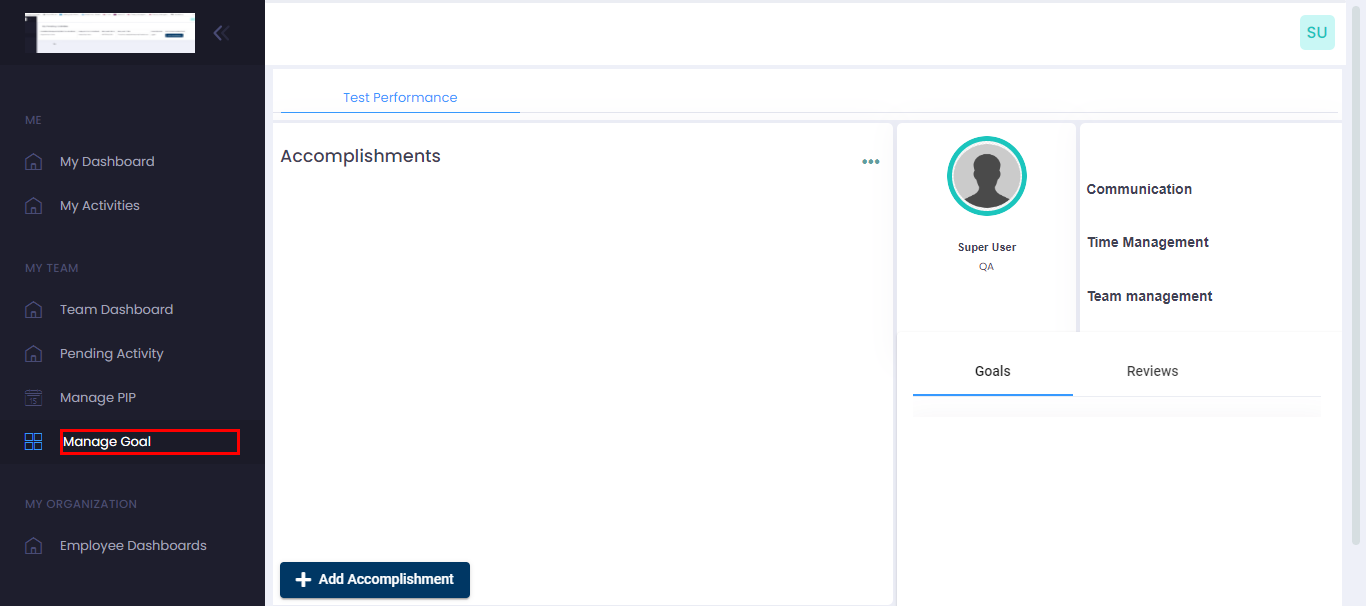 SU
ME
My Dashboard
My Activities
MY TEAM
Team Dashboard
Pending Activity
15
Manage PIP
Manage Goal
MY ORGANIZATION
Employee Dashboards
Test Performance
Accomplishments
Add Accomplishment
Super User
QA
Communication
Time Management
Team management
Goals
Reviews